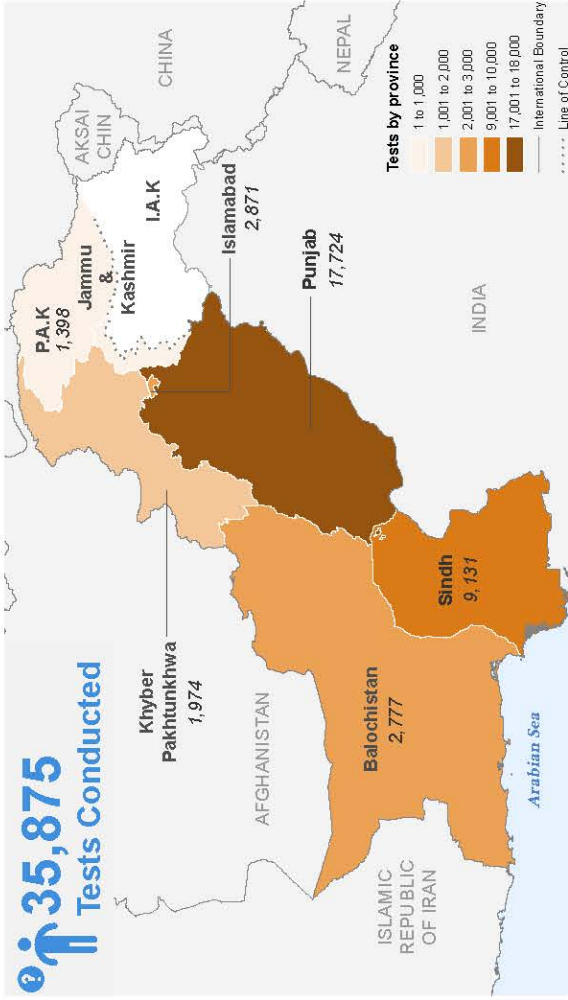 ?
35,875
Tests Conducted
AKSAI
CHIN
CHINA
NEPAL
P.A.K
1,398
Jammu
&
Kashmir
I.A.K
Islamabad
2,871
Punjab
17,724
Khyber
Pakhtunkhwa
1,974
AFGHANISTAN
Balochistan
2,777
Sindh
9,131
ISLAMIC
REPUBLIC
OF IRAN
Arabian Sea
INDIA
Tests by province
1 to 1,000
1,001 to 2,000
2,001 to 3,000
9,001 to 10,000
17,001 to 18,000
International Boundary
Line of Control